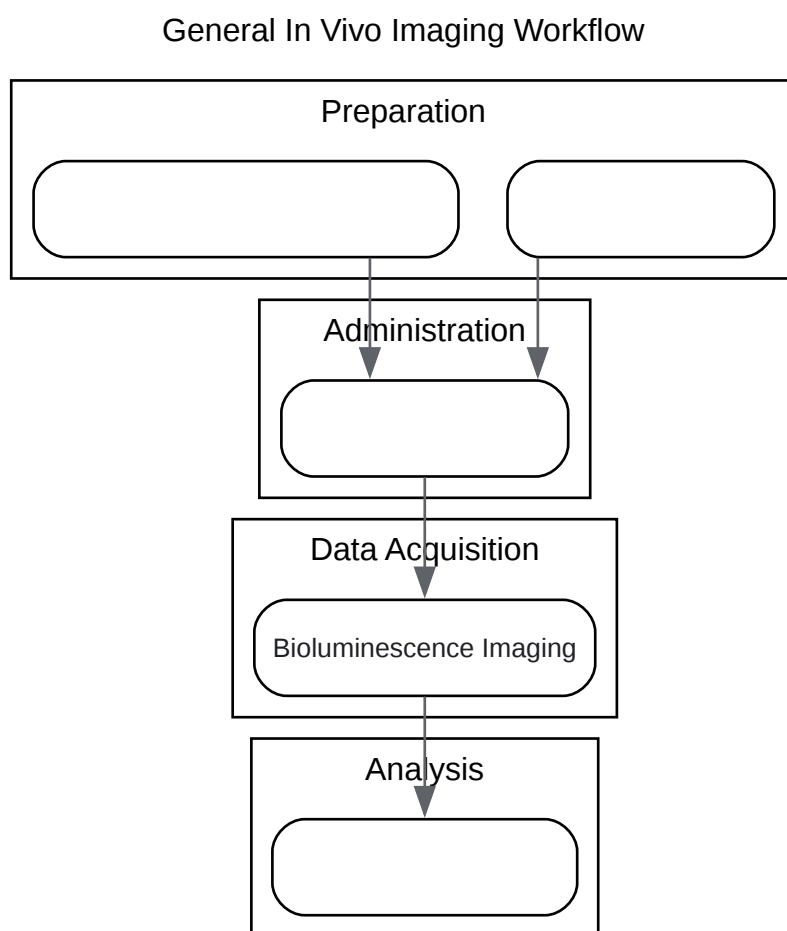 General In Vivo Imaging Workflow
Preparation
Administration
Data Acquisition
Bioluminescence Imaging
Analysis